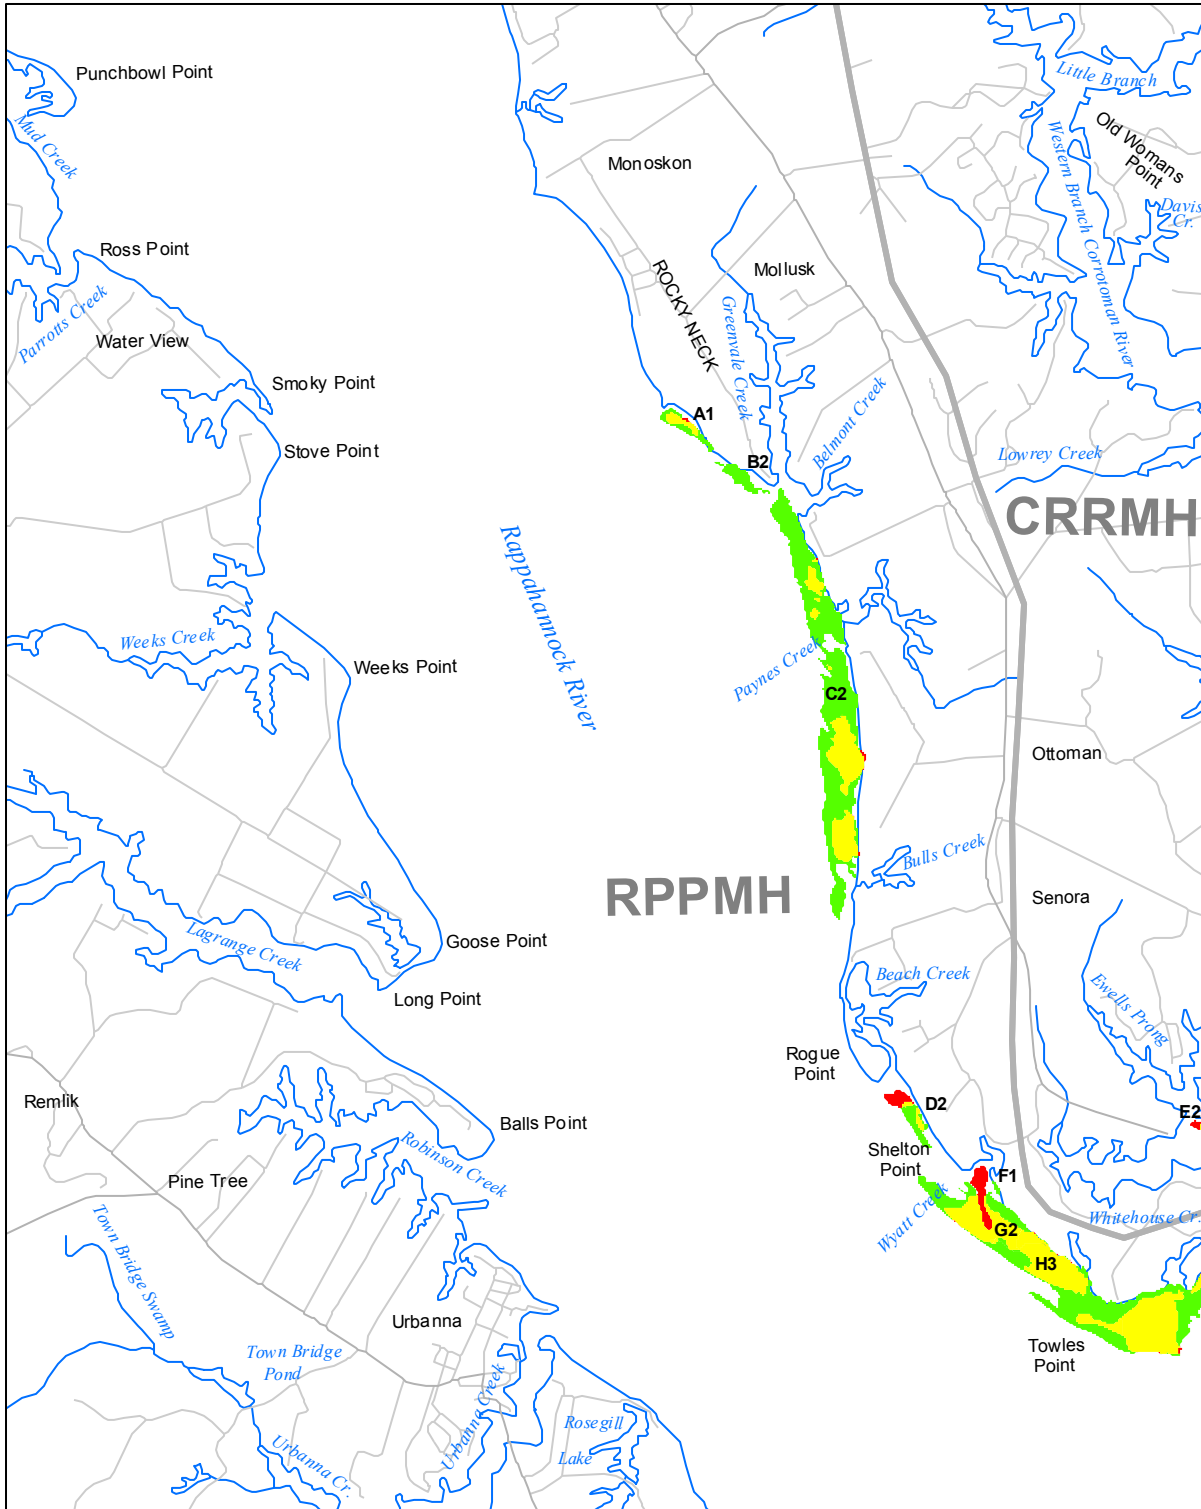 Punchbowl Point
Little Branch
Mud Creek
Old Womans
Point
Western Branch Corrotoman River
Monoskon
Davis
Cr.
Ross Point
Mollusk
ROCKY NECK
Parrotts Creek
Greenvale Creek
Water View
Smoky Point
A1
Belmont Creek
Stove Point
B2
Lowrey Creek
CRRMH
Rappahannock River
Weeks Creek
Weeks Point
Paynes Creek
C2
Ottoman
Bulls Creek
RPPMH
Senora
Lagrange Creek
Goose Point
Beach Creek
Long Point
Ewells Prong
Rogue
Point
Remlik
D2
E2
Balls Point
Robinson Creek
Shelton
Point
Pine Tree
F1
Wyatt Creek
Whitehouse Cr.
G2
Town Bridge Swamp
H3
Urbanna
Town Bridge
Pond
Towles
Point
Urbanna Creek
Rosegill
Lake
Urbanna Cr.